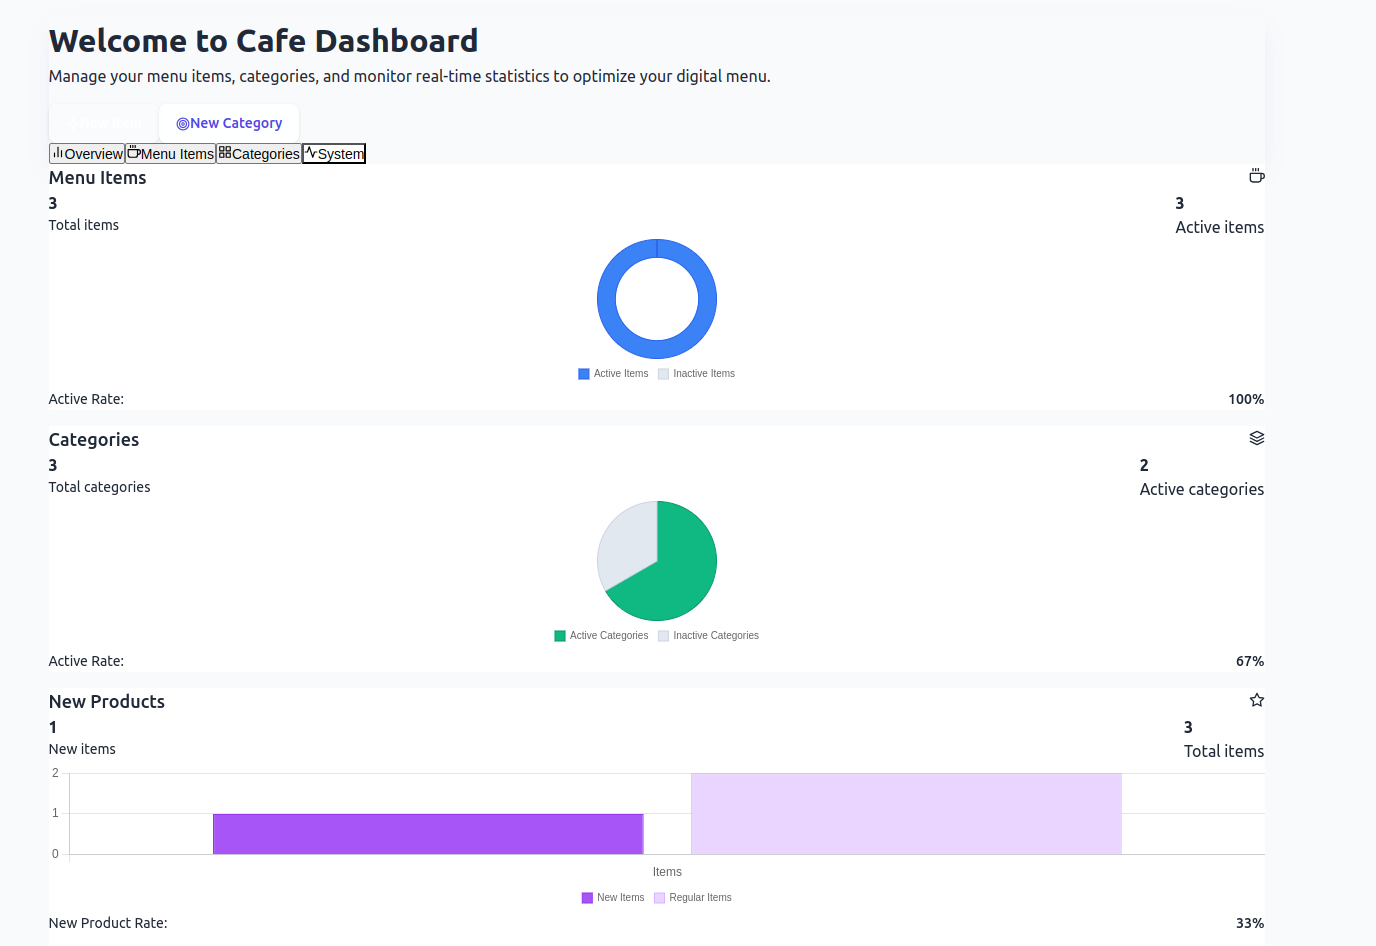 Welcome to Cafe Dashboard
Manage your menu items, categories, and monitor real-time statistics to optimize your digital menu.
New Item New Category
Overview Menu Items Categories System
Menu Items
3 3
Total items Active items
Active Items Inactive Items
Active Rate: 100%
Categories
3 2
Total categories Active categories
Active Categories Inactive Categories
Active Rate: 67%
New Products
1 3
New items Total items
2
1
0
Items
New Items Regular Items
New Product Rate: 33%